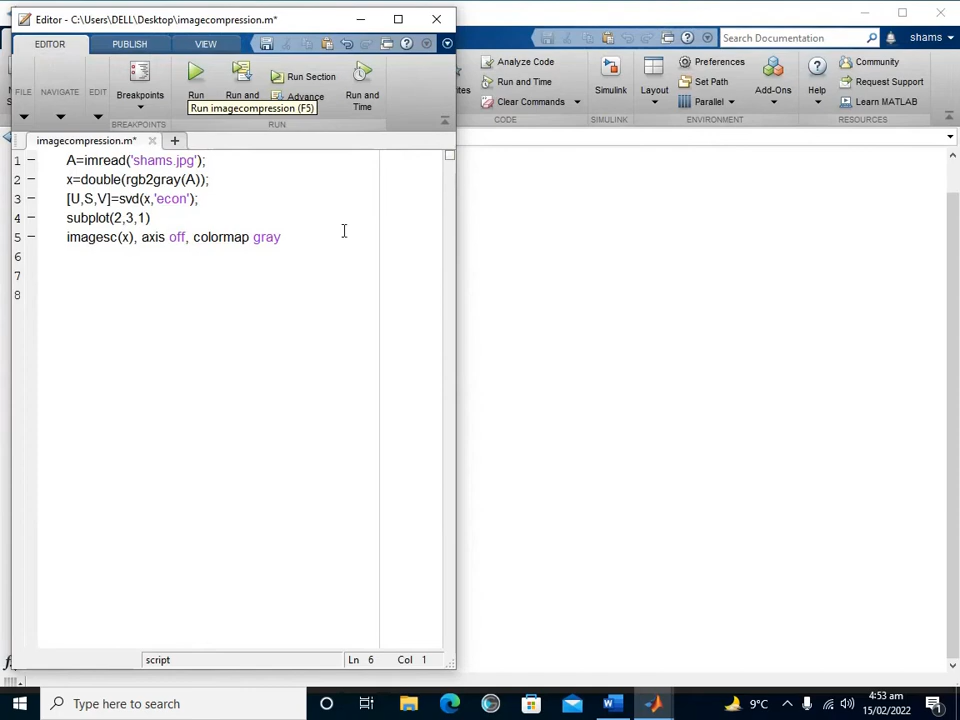 Editor - C:\Users\DELL\Desktop\imagecompression.m*
EDITOR PUBLISH VIEW
Search Documentation
shams
FILE NAVIGATE EDIT Breakpoints Run Run and Run Section Advance Run and Time
Run imagecompression (F5)
BREAKPOINTS RUN
Analyze Code
Run and Time
Clear Commands
CODE
Simulink
SIMULINK
Layout
Preferences
Set Path
Parallel
Add-Ons
ENVIRONMENT
Help
Community
Request Support
Learn MATLAB
RESOURCES
imagecompression.m*
1 A=imread('shams.jpg');
2 x=double(rgb2gray(A));
3 [U,S,V]=svd(x,'econ');
4 subplot(2,3,1)
5 imagesc(x), axis off, colormap gray
6
7
8
script Ln 6 Col 1
Type here to search
9°C
4:53 am
15/02/2022